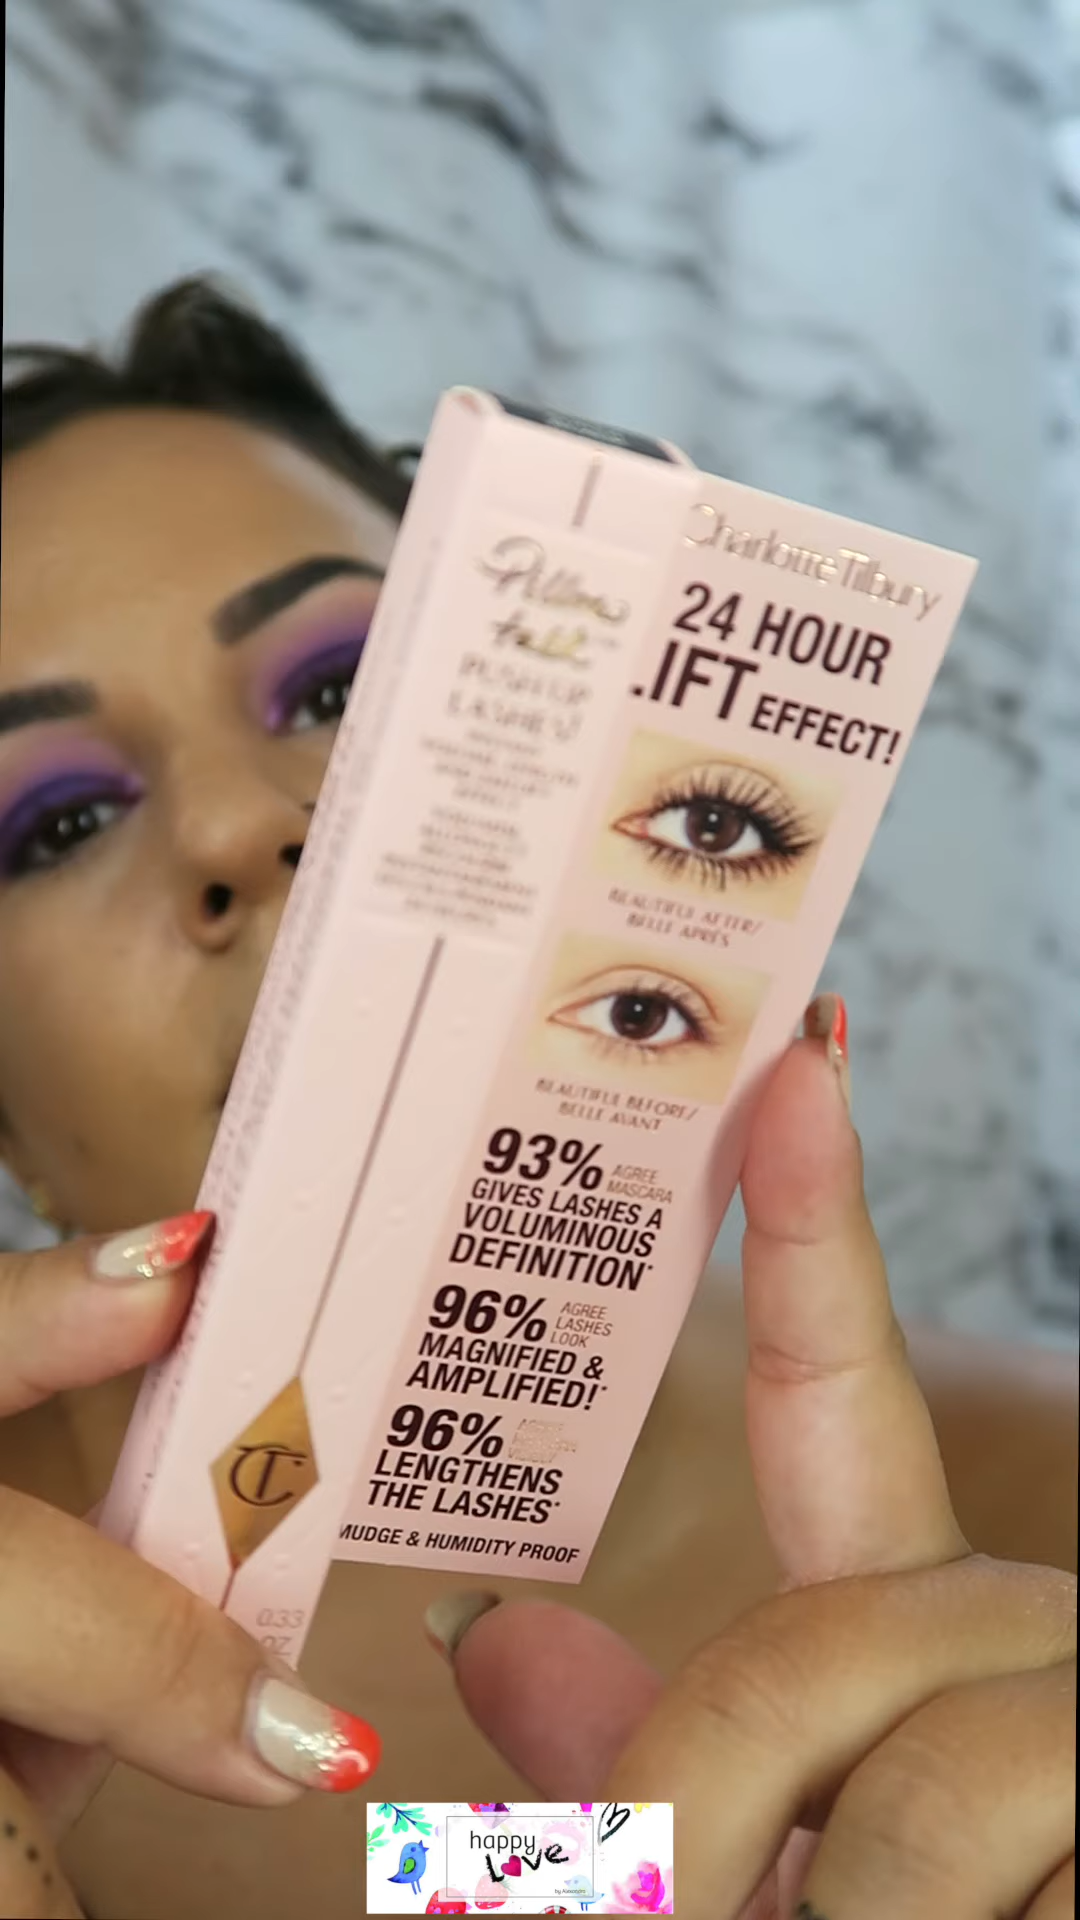 Pillow
talk
PUSH UP
LASHES!
CT
0.33
OZ
Charlotte Tilbury
24 HOUR
.IFT EFFECT!
BEAUTIFUL AFTER/
BELLE APRÈS
BEAUTIFUL BEFORE/
BELLE AVANT
93% AGREE
MASCARA
GIVES LASHES A
VOLUMINOUS
DEFINITION*
96% AGREE
LASHES
LOOK
MAGNIFIED &
AMPLIFIED!*
96%
LENGTHENS
THE LASHES*
MUDGE & HUMIDITY PROOF
happy
Love